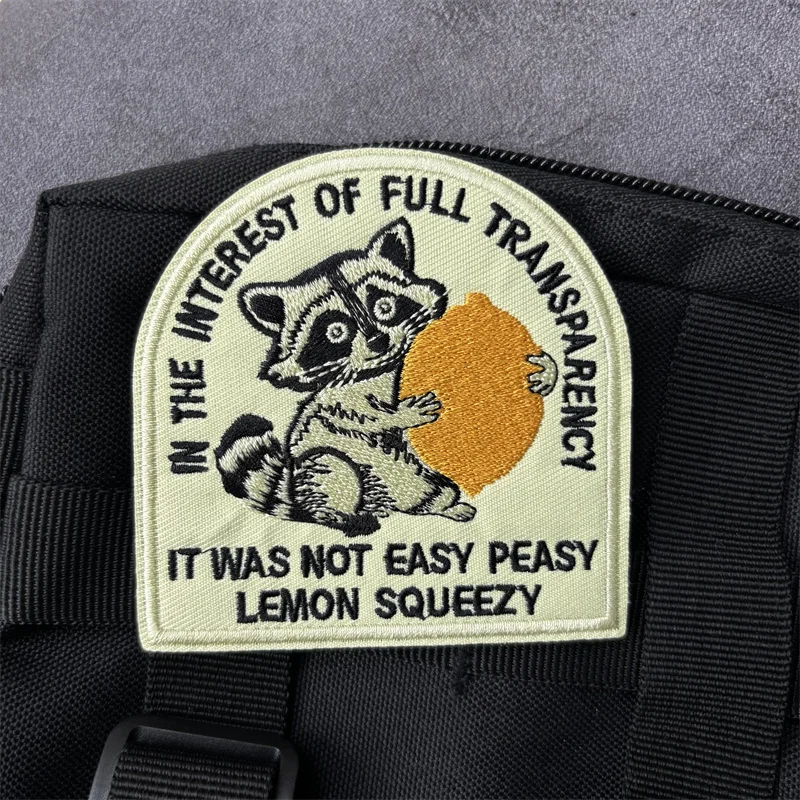 IN THE INTEREST OF FULL TRANSPARENCY
IT WAS NOT EASY PEASY
LEMON SQUEEZY